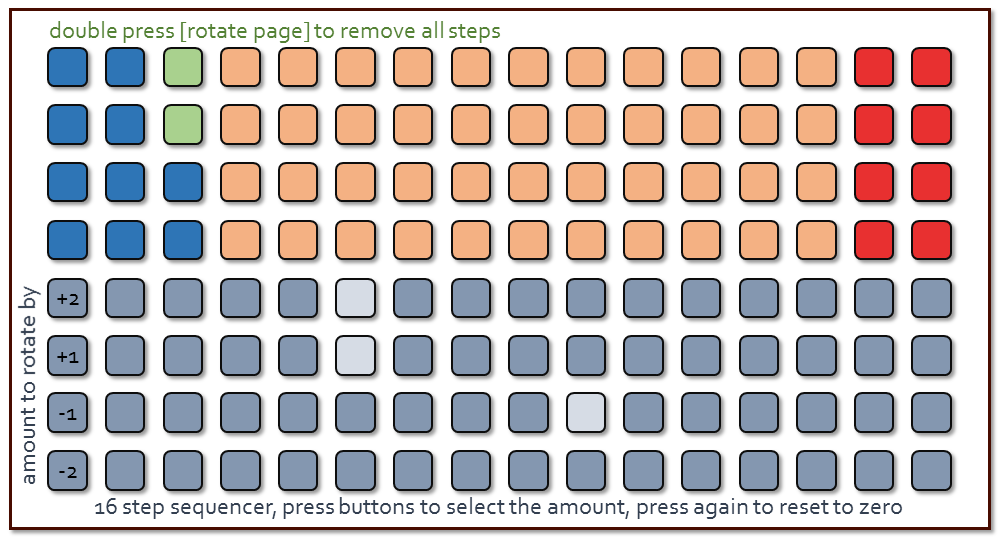 double press [rotate page] to remove all steps
amount to rotate by
+2
+1
-1
-2
16 step sequencer, press buttons to select the amount, press again to reset to zero